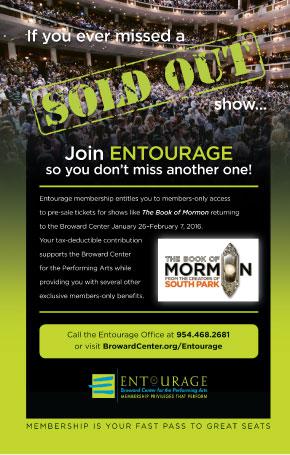 If you ever missed a
SOLD OUT
show...
Join ENTOURAGE
so you don't miss another one!
Entourage membership entitles you to members-only access
to pre-sale tickets for shows like The Book of Mormon returning
to the Broward Center January 26–February 7, 2016.
Your tax-deductible contribution
supports the Broward Center
for the Performing Arts while
providing you with several other
exclusive members-only benefits.
THE BOOK OF
MORMON
FROM THE CREATORS OF
SOUTH PARK
Call the Entourage Office at 954.468.2681
or visit BrowardCenter.org/Entourage
ENTOURAGE
Broward Center for the Performing Arts
MEMBERSHIP PRIVILEGES THAT PERFORM
MEMBERSHIP IS YOUR FAST PASS TO GREAT SEATS